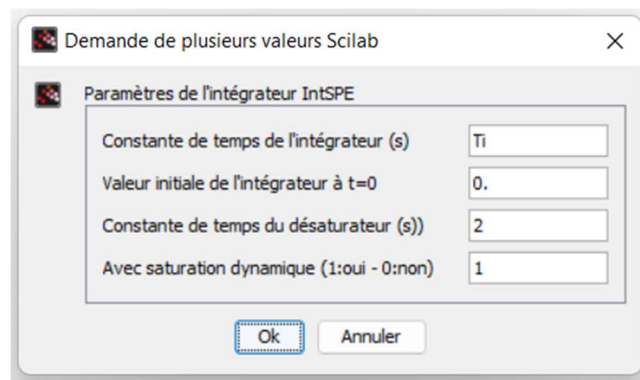 Demande de plusieurs valeurs Scilab
Paramètres de l'intégrateur IntSPE
Constante de temps de l'intégrateur (s) Ti
Valeur initiale de l'intégrateur à t=0 0.
Constante de temps du désaturateur (s)) 2
Avec saturation dynamique (1:oui - 0:non) 1
Ok Annuler